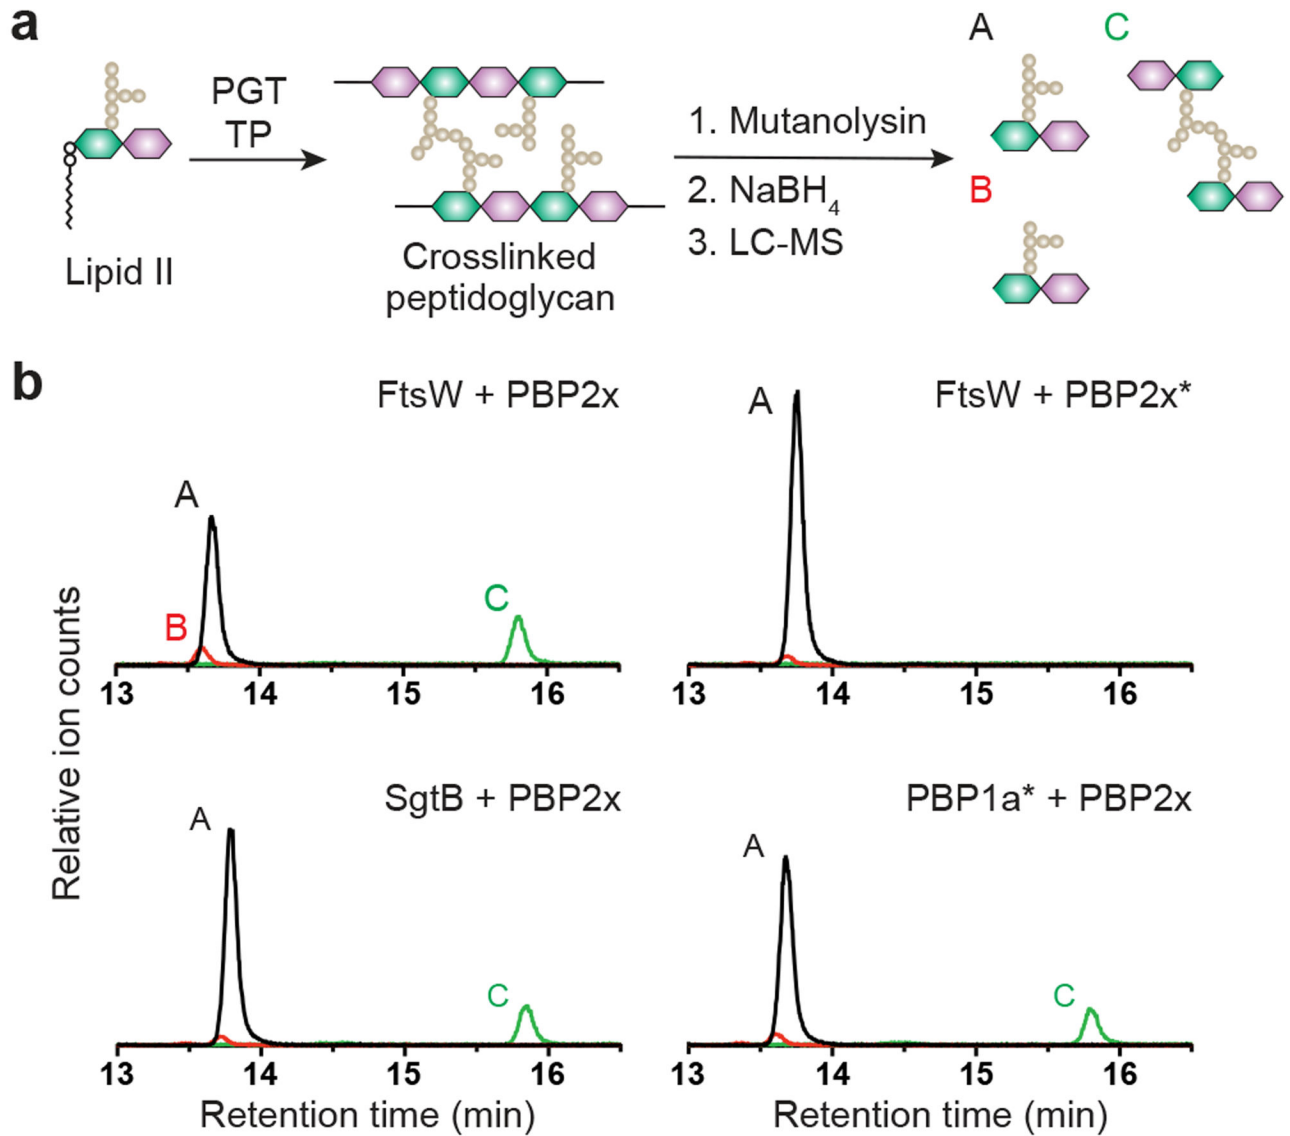 a
PGT
TP
Lipid II
Crosslinked
peptidoglycan
1. Mutanolysin
2. NaBH4
3. LC-MS
A
B
C
b
FtsW + PBP2x
A
B
C
13 14 15 16
FtsW + PBP2x*
A
13 14 15 16
SgtB + PBP2x
A
C
13 14 15 16
Retention time (min)
PBP1a* + PBP2x
A
C
13 14 15 16
Retention time (min)
Relative ion counts